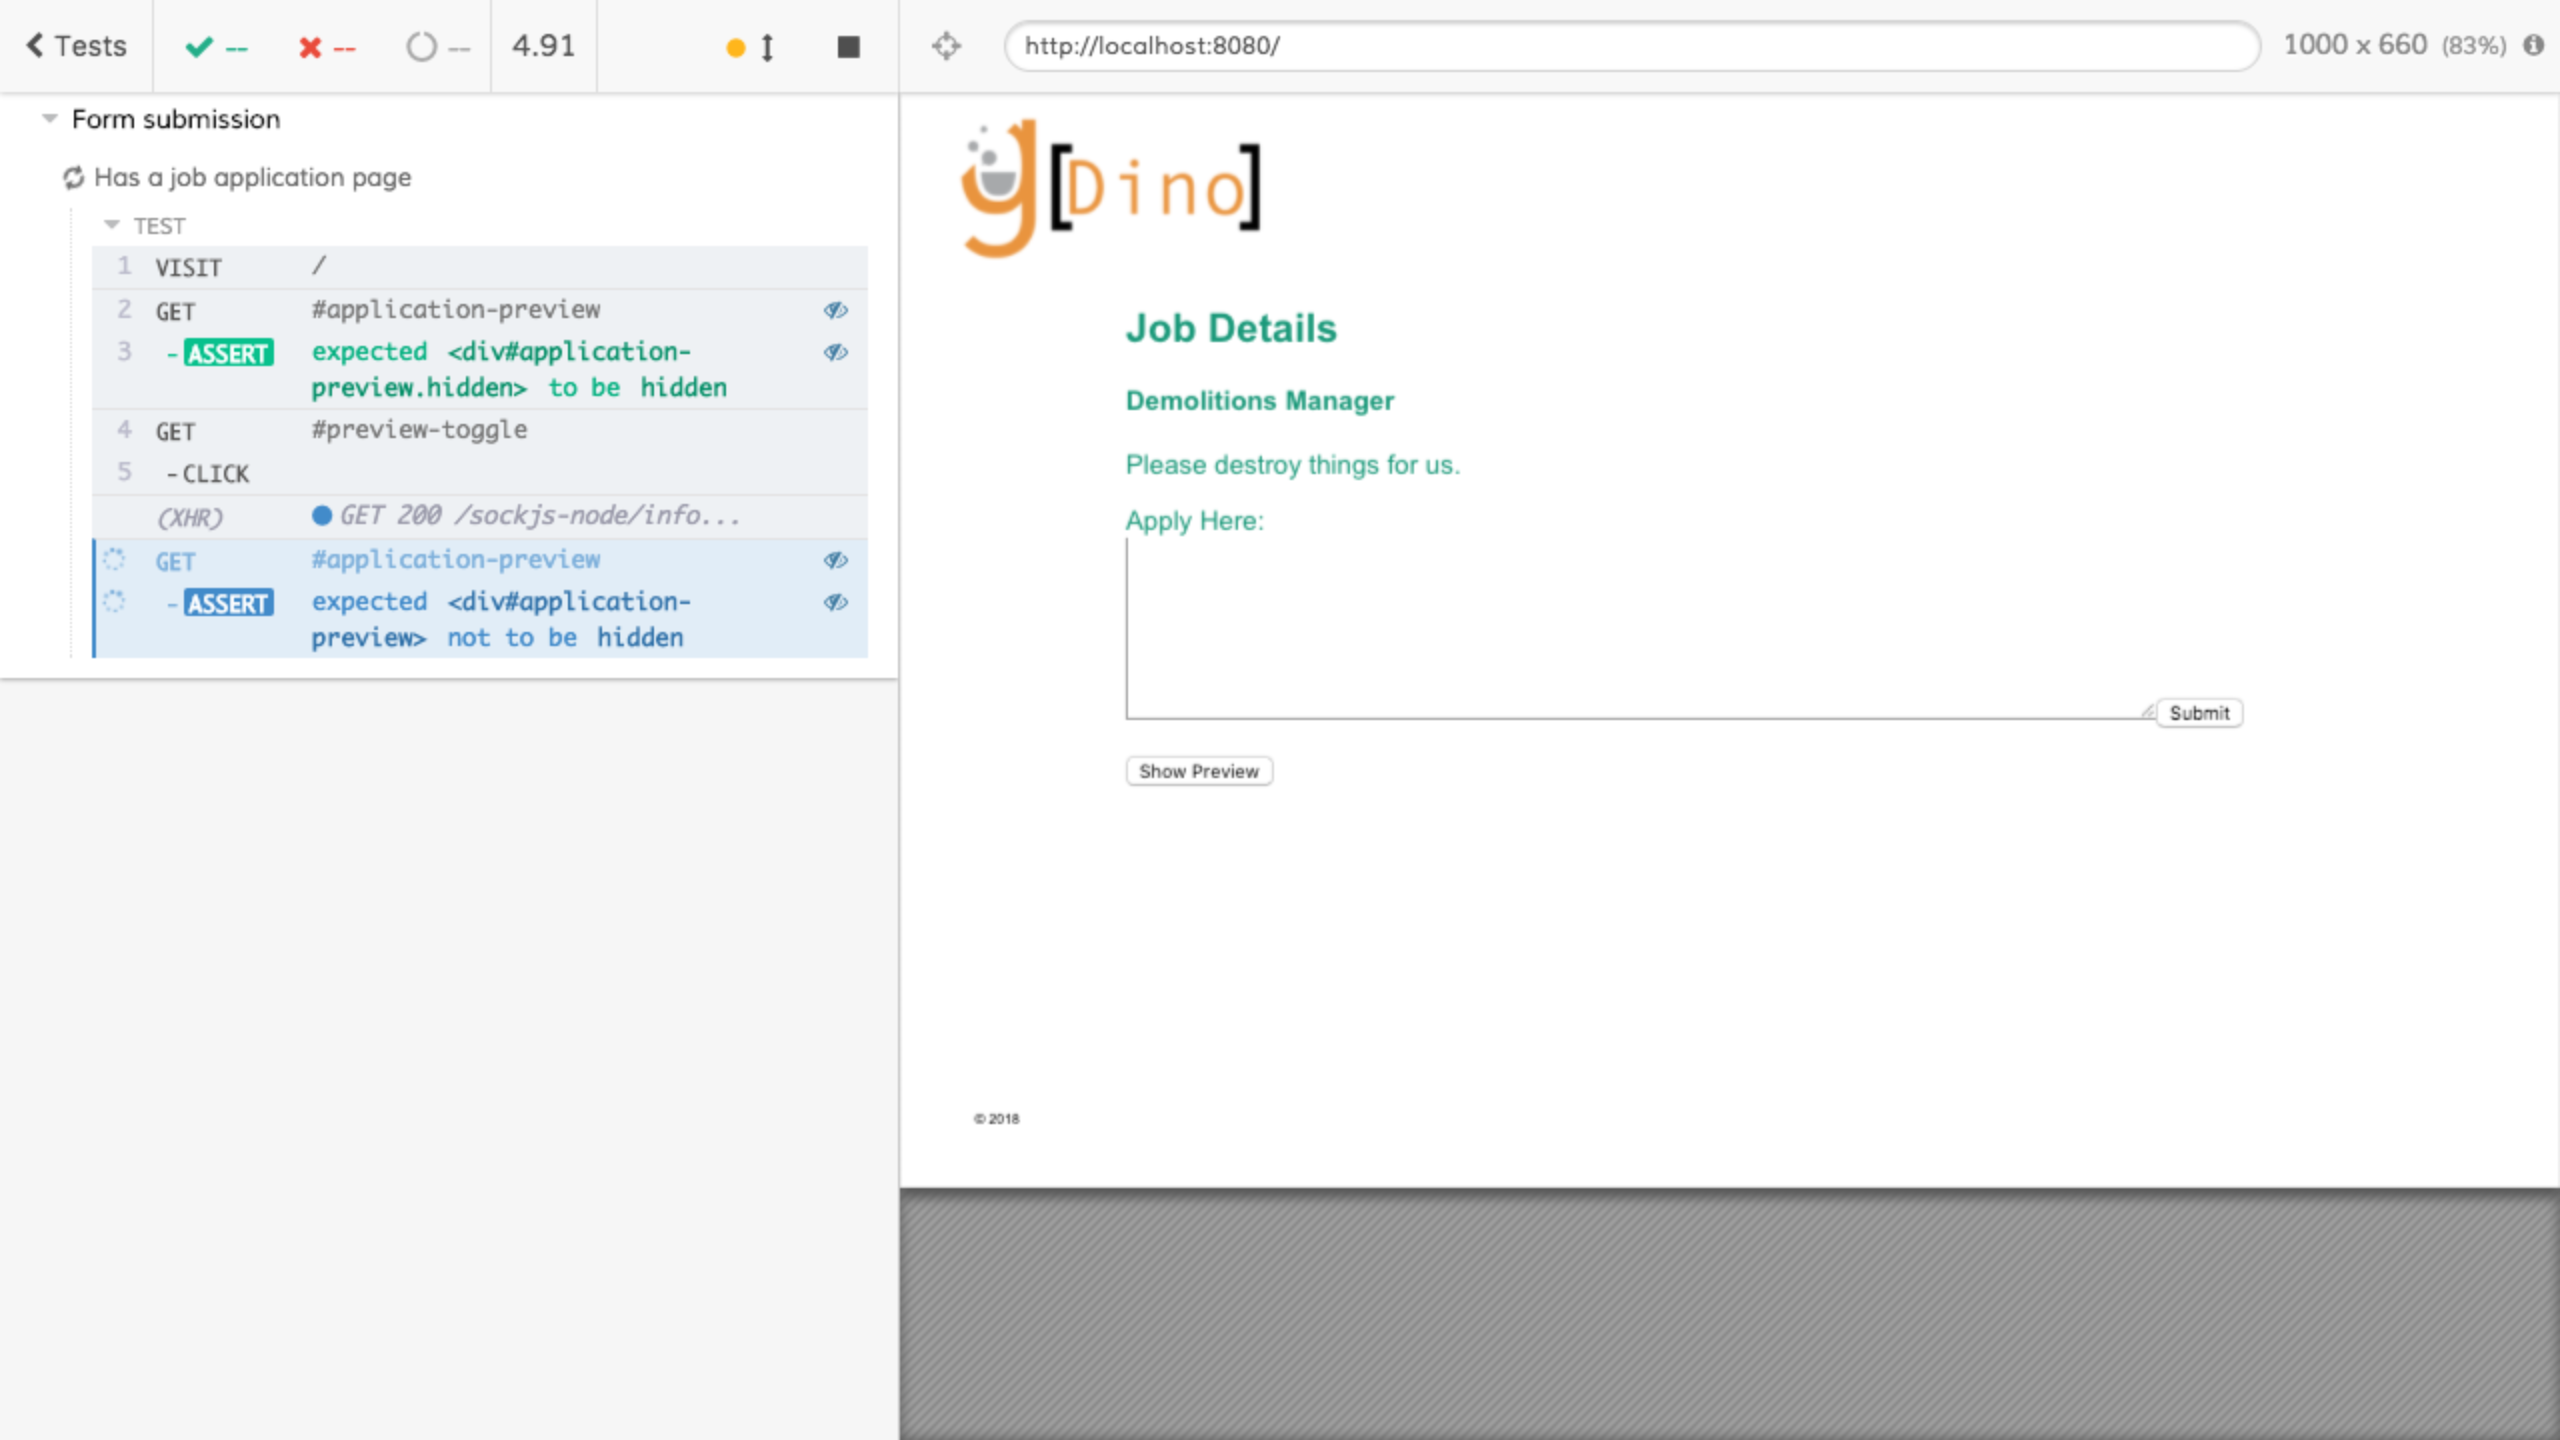 Tests -- -- -- 4.91
http://localhost:8080/ 1000 x 660 (83%)
Form submission
Has a job application page
TEST
1 VISIT /
2 GET #application-preview
3 -ASSERT expected <div#application-
preview.hidden> to be hidden
4 GET #preview-toggle
5 -CLICK
(XHR) GET 200 /sockjs-node/info...
GET #application-preview
-ASSERT expected <div#application-
preview> not to be hidden
g[Dino]
Job Details
Demolitions Manager
Please destroy things for us.
Apply Here:
Submit
Show Preview
© 2018